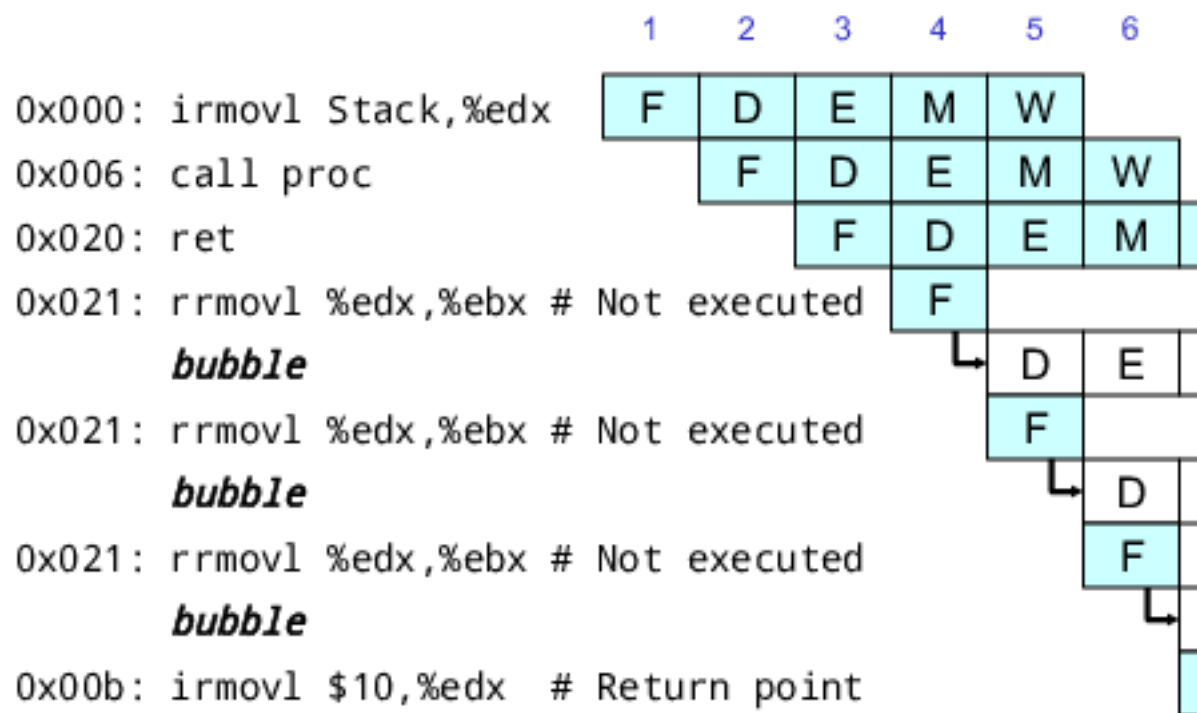 1 2 3 4 5 6
0x000: irmovl Stack,%edx F D E M W
0x006: call proc F D E M W
0x020: ret F D E M
0x021: rrmovl %edx,%ebx # Not executed F
bubble D E
0x021: rrmovl %edx,%ebx # Not executed F
bubble D
0x021: rrmovl %edx,%ebx # Not executed F
bubble
0x00b: irmovl $10,%edx # Return point